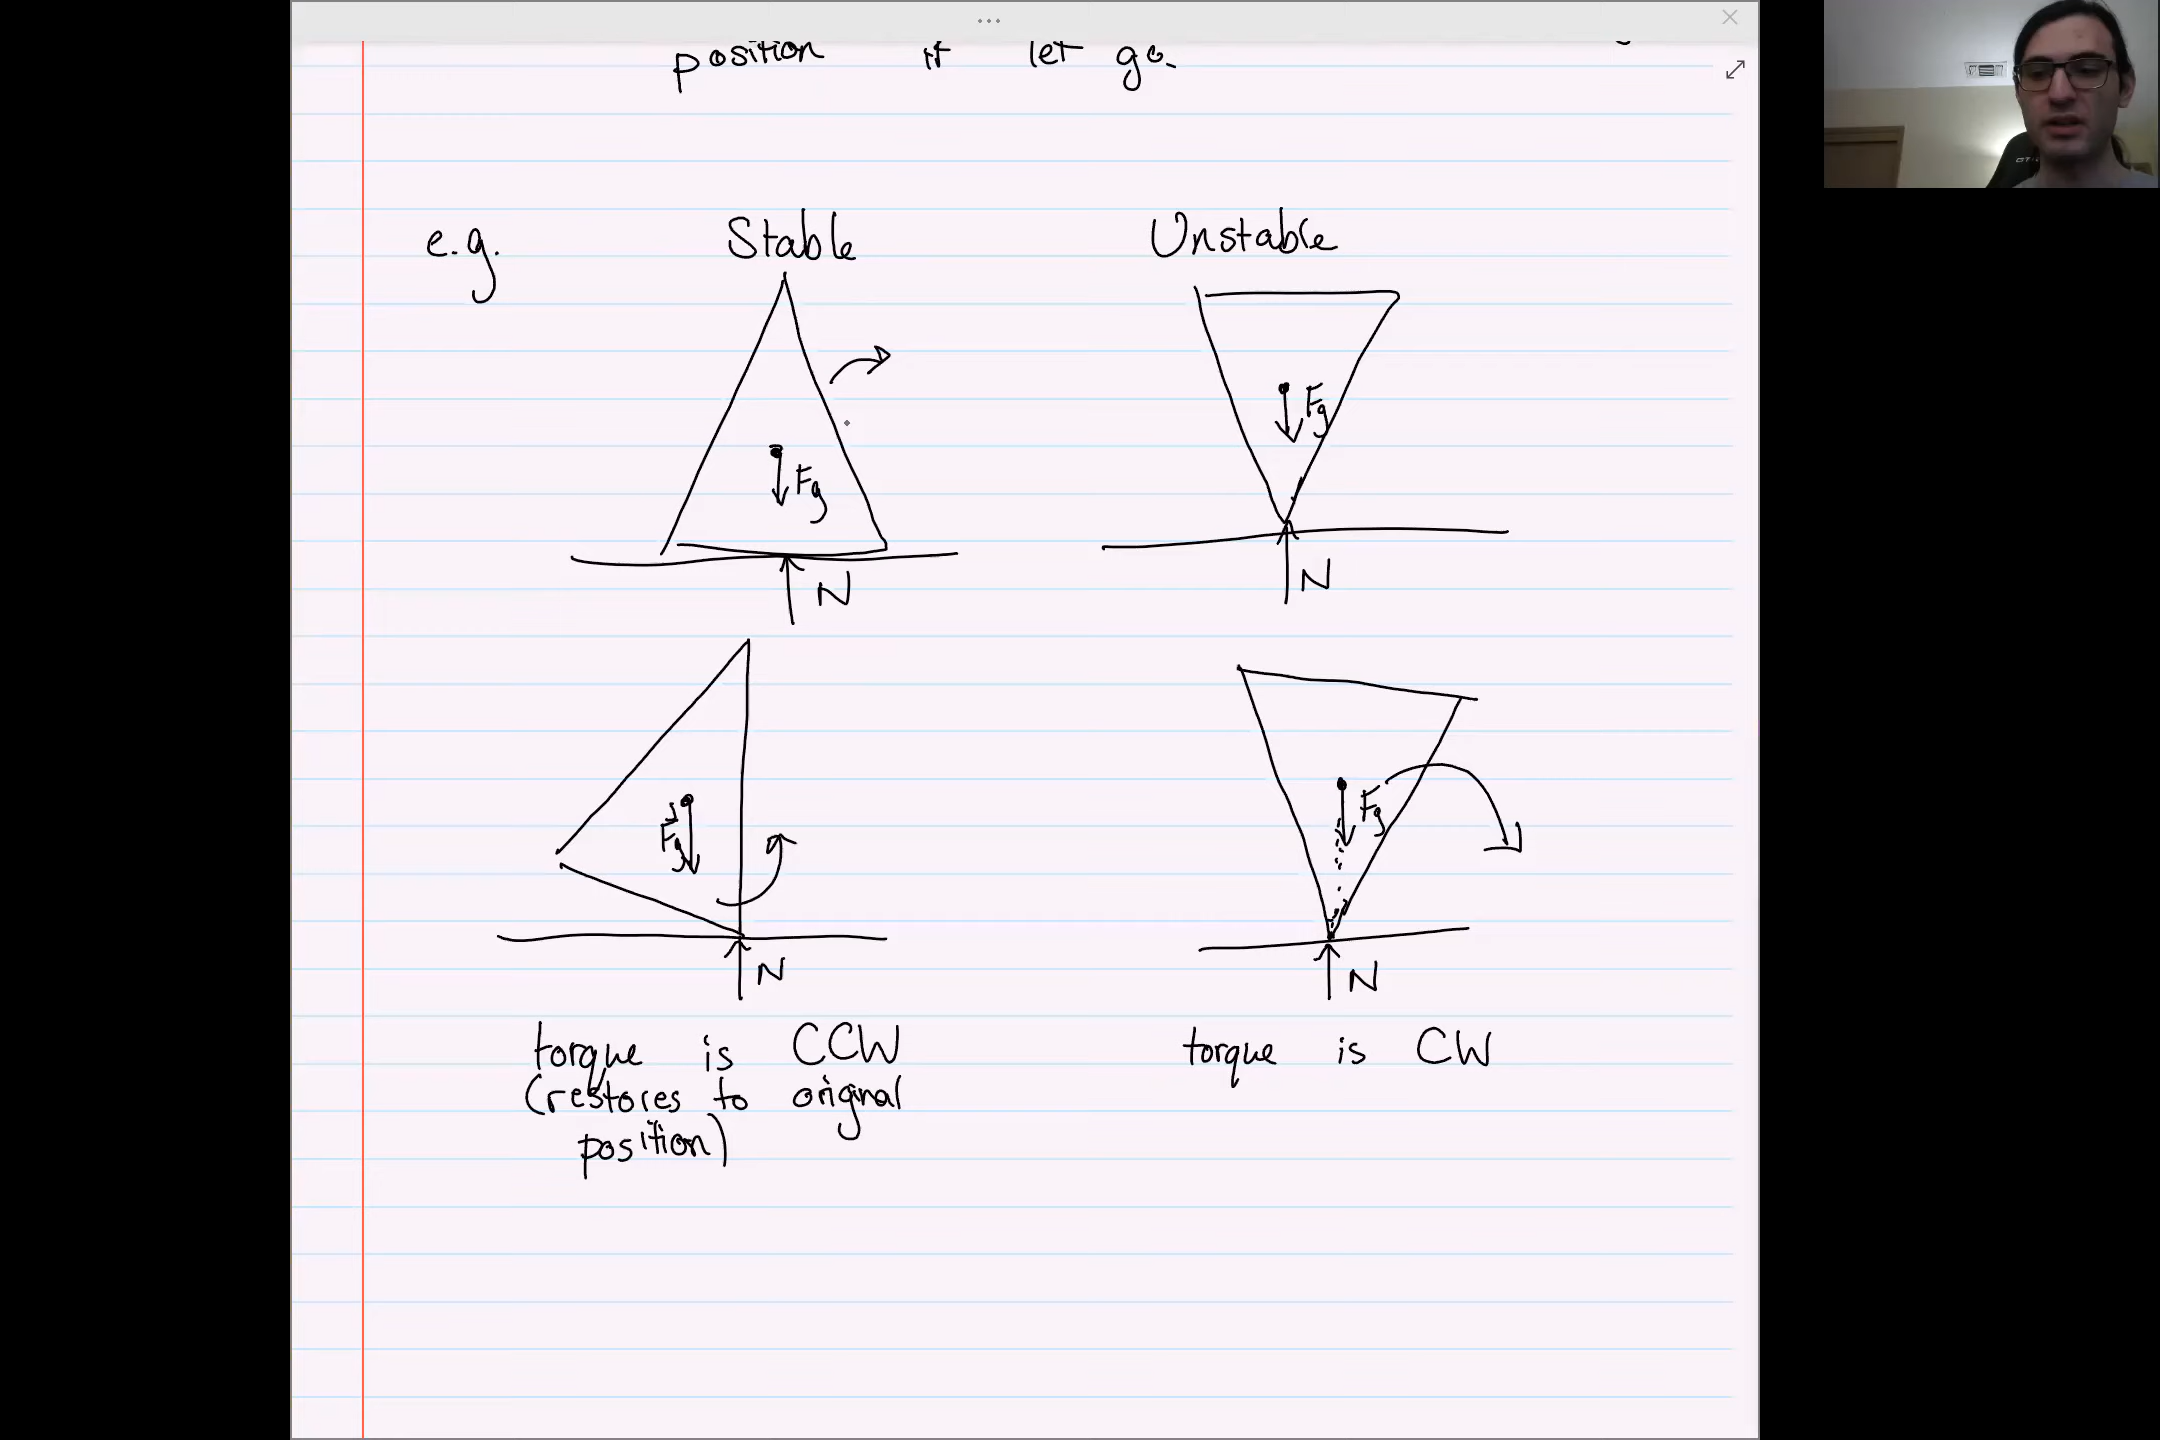 position if let go.
e.g. Stable Unstable
Fg
Fg
N
N
Fg
Fg
N
N
torque is CCW
(restores to original
position)
torque is CW